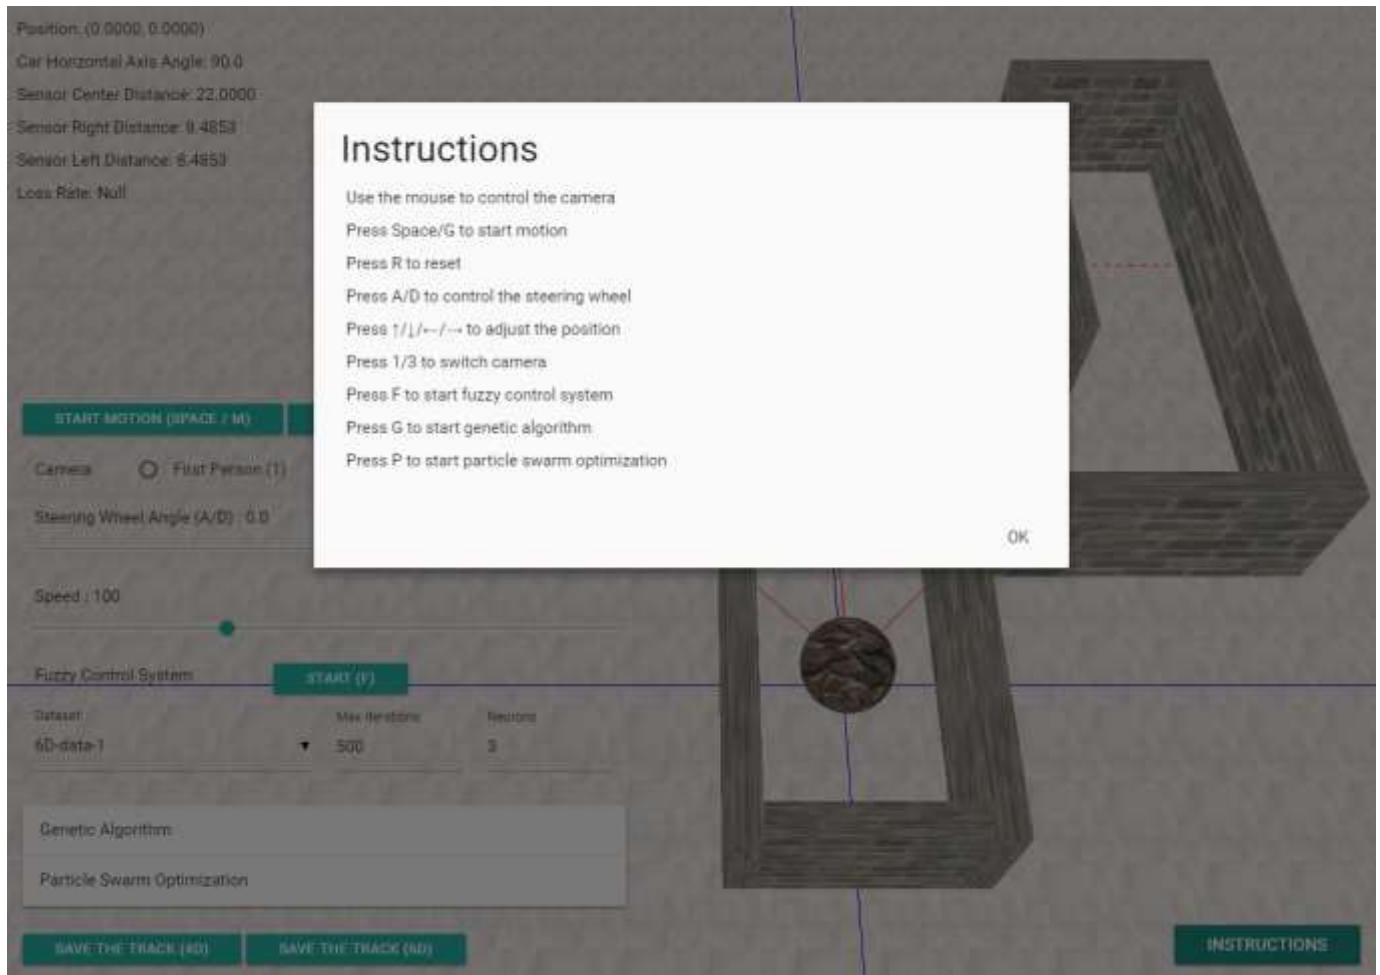 Position: (0.0000, 0.0000)
Car Horizontal Axis Angle: 90.0
Sensor Center Distance: 22.0000
Sensor Right Distance: 8.4853
Sensor Left Distance: 8.4853
Loss Rate: Null
Instructions
Use the mouse to control the camera
Press Space/G to start motion
Press R to reset
Press A/D to control the steering wheel
Press ↑/↓/←/→ to adjust the position
Press 1/3 to switch camera
Press F to start fuzzy control system
Press G to start genetic algorithm
Press P to start particle swarm optimization
OK
START MOTION (SPACE / M)
Camera First Person (1)
Steering Wheel Angle (A/D) : 0.0
Speed : 100
Fuzzy Control System START (F)
Dataset Max Iterations Neurons
6D-data-1 ▼ 500 3
Genetic Algorithm
Particle Swarm Optimization
SAVE THE TRACK (4D) SAVE THE TRACK (6D) INSTRUCTIONS